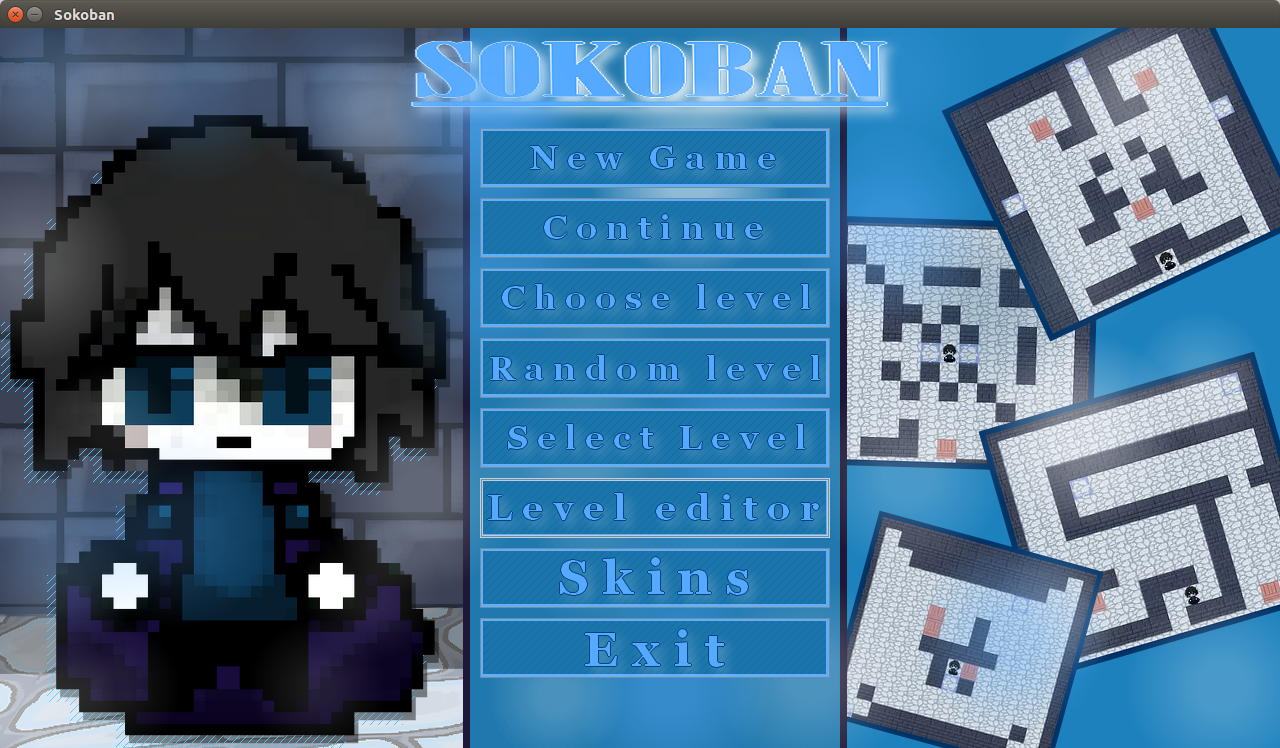 Sokoban
SOKOBAN
New Game
Continue
Choose level
Random level
Select Level
Level editor
Skins
Exit